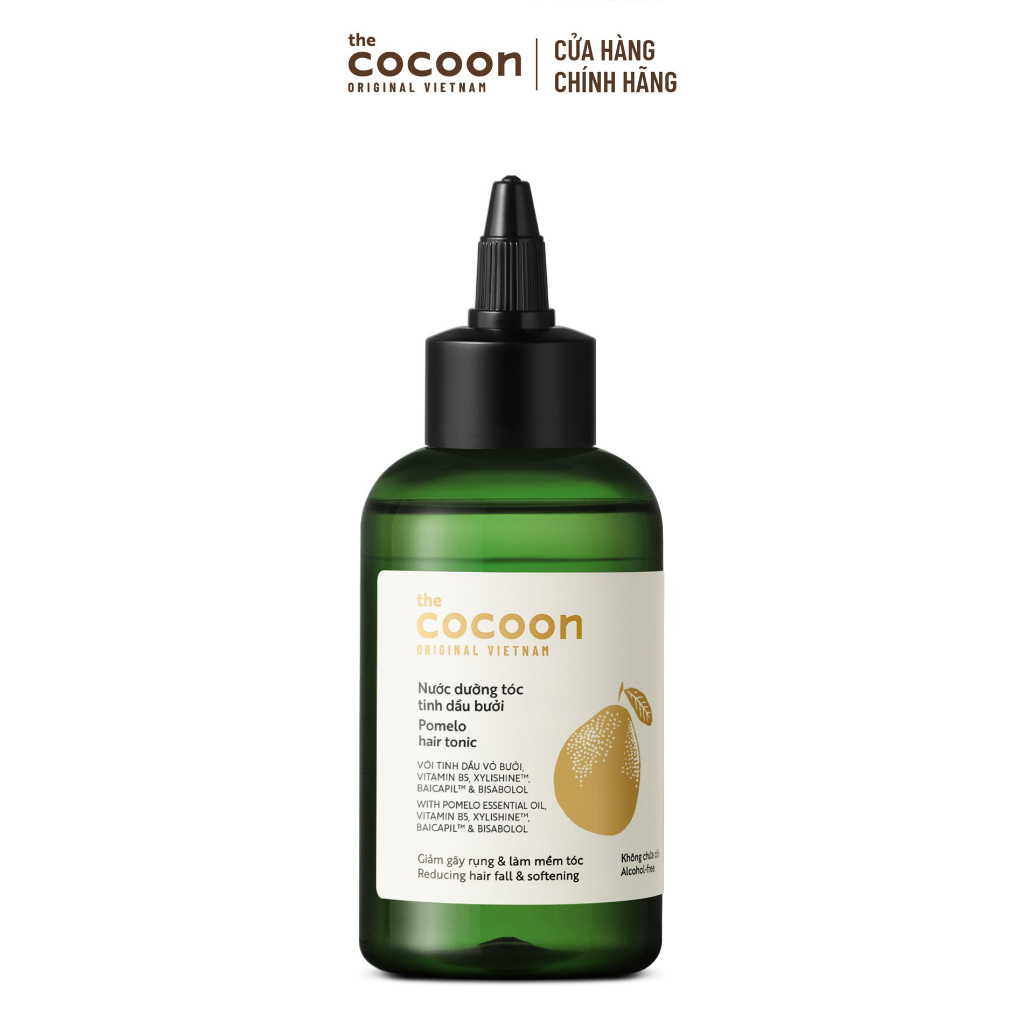 the
cocoon
ORIGINAL VIETNAM
CỬA HÀNG
CHÍNH HÃNG
the
cocoon
ORIGINAL VIETNAM
Nước dưỡng tóc
tinh dầu bưởi
Pomelo
hair tonic
VỚI TINH DẦU VỎ BƯỞI,
VITAMIN B5, XYLISHINE™,
BAICAPIL™ & BISABOLOL
WITH POMELO ESSENTIAL OIL,
VITAMIN B5, XYLISHINE™,
BAICAPIL™ & BISABOLOL
Giảm gãy rụng & làm mềm tóc
Reducing hair fall & softening
Không chứa
Alcohol-free